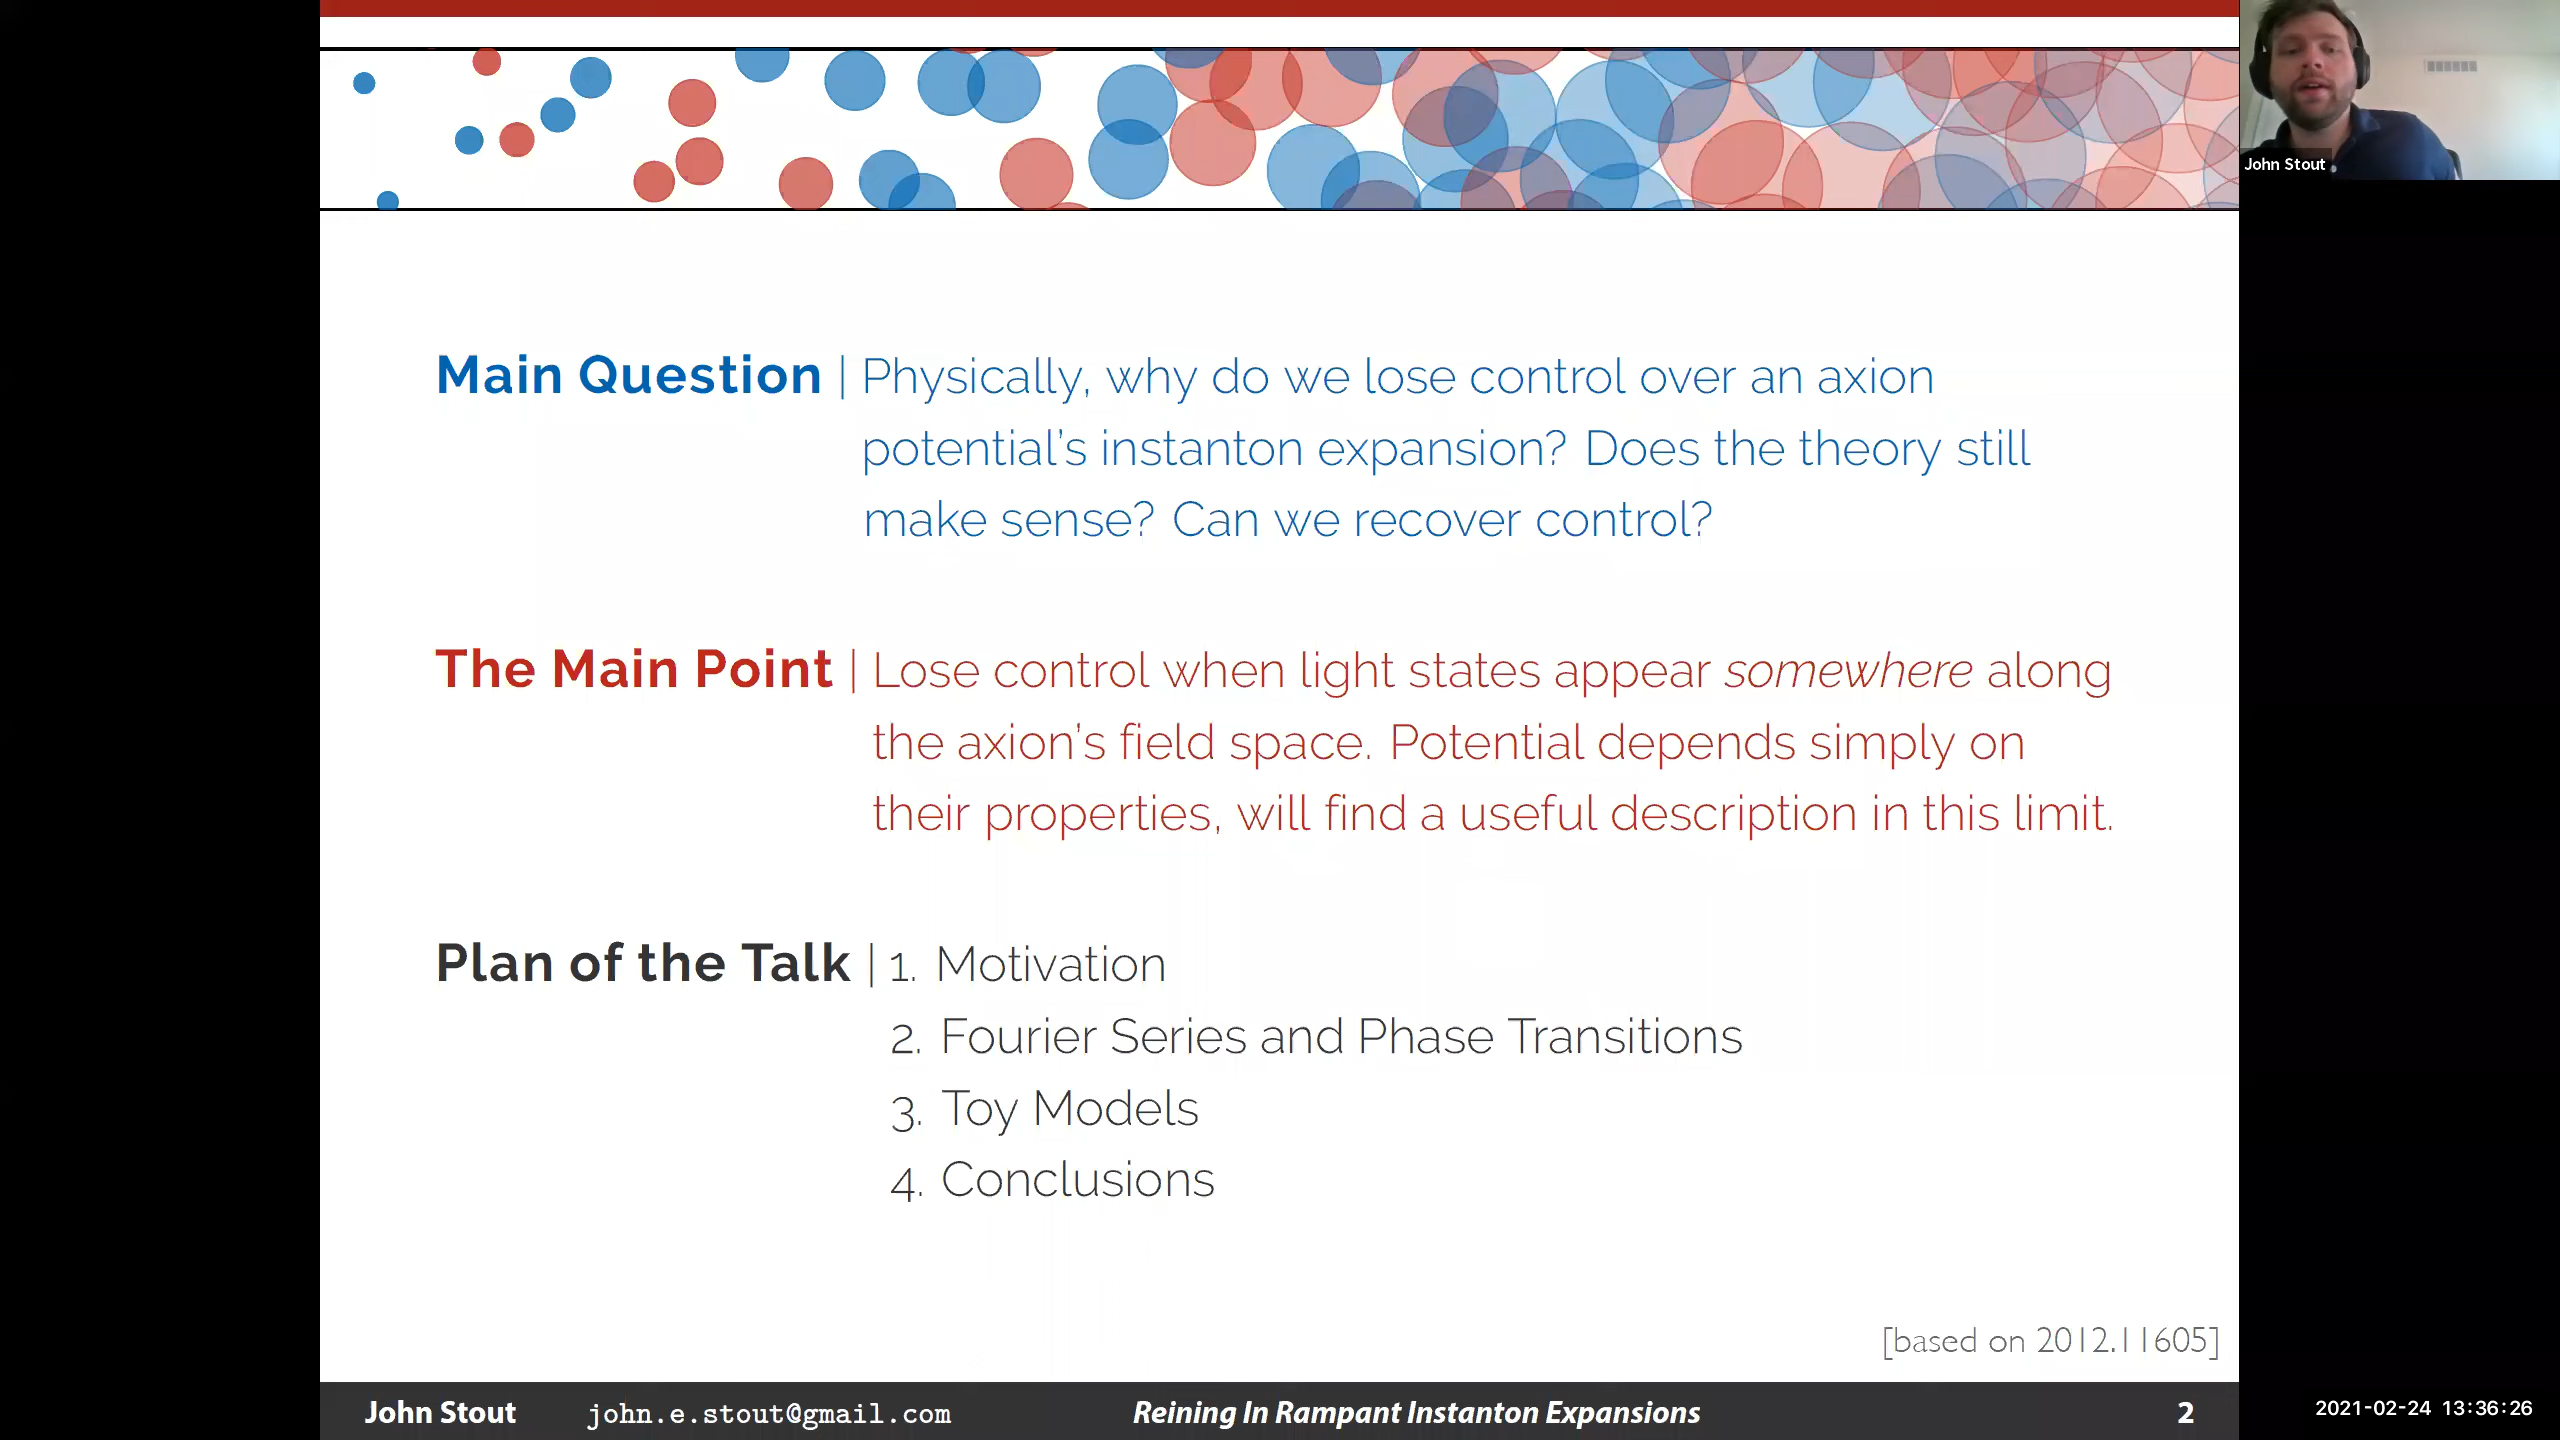 John Stout
Main Question | Physically, why do we lose control over an axion
potential's instanton expansion? Does the theory still
make sense? Can we recover control?
The Main Point | Lose control when light states appear somewhere along
the axion's field space. Potential depends simply on
their properties, will find a useful description in this limit.
Plan of the Talk | 1. Motivation
2. Fourier Series and Phase Transitions
3. Toy Models
4. Conclusions
[based on 2012.11605]
John Stout john.e.stout@gmail.com Reining In Rampant Instanton Expansions 2
2021-02-24 13:36:26